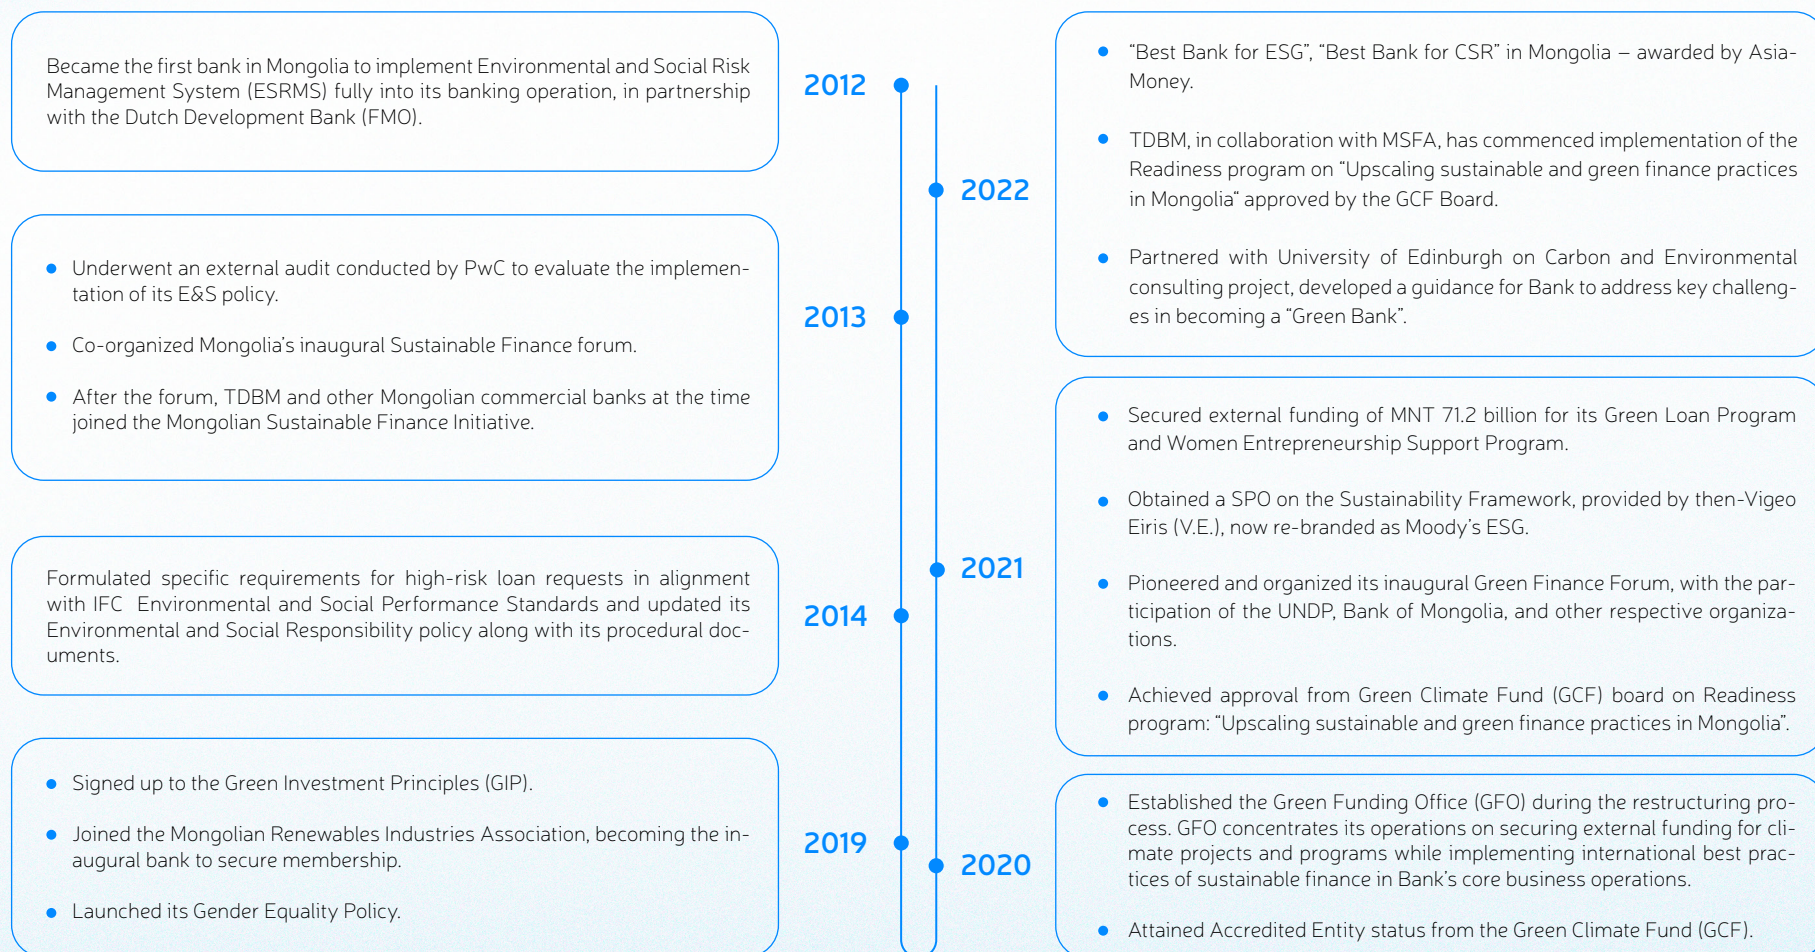 2012
Became the first bank in Mongolia to implement Environmental and Social Risk
Management System (ESRMS) fully into its banking operation, in partnership
with the Dutch Development Bank (FMO).
2013
Underwent an external audit conducted by PwC to evaluate the implemen-
tation of its E&S policy.
Co-organized Mongolia's inaugural Sustainable Finance forum.
After the forum, TDBM and other Mongolian commercial banks at the time
joined the Mongolian Sustainable Finance Initiative.
2014
Formulated specific requirements for high-risk loan requests in alignment
with IFC Environmental and Social Performance Standards and updated its
Environmental and Social Responsibility policy along with its procedural doc-
uments.
2019
Signed up to the Green Investment Principles (GIP).
Joined the Mongolian Renewables Industries Association, becoming the in-
augural bank to secure membership.
Launched its Gender Equality Policy.
2022
“Best Bank for ESG”, “Best Bank for CSR” in Mongolia – awarded by Asia-
Money.
TDBM, in collaboration with MSFA, has commenced implementation of the
Readiness program on “Upscaling sustainable and green finance practices
in Mongolia“ approved by the GCF Board.
Partnered with University of Edinburgh on Carbon and Environmental
consulting project, developed a guidance for Bank to address key challeng-
es in becoming a “Green Bank”.
2021
Secured external funding of MNT 71.2 billion for its Green Loan Program
and Women Entrepreneurship Support Program.
Obtained a SPO on the Sustainability Framework, provided by then-Vigeo
Eiris (V.E.), now re-branded as Moody's ESG.
Pioneered and organized its inaugural Green Finance Forum, with the par-
ticipation of the UNDP, Bank of Mongolia, and other respective organiza-
tions.
Achieved approval from Green Climate Fund (GCF) board on Readiness
program: “Upscaling sustainable and green finance practices in Mongolia”.
2020
Established the Green Funding Office (GFO) during the restructuring pro-
cess. GFO concentrates its operations on securing external funding for cli-
mate projects and programs while implementing international best prac-
tices of sustainable finance in Bank's core business operations.
Attained Accredited Entity status from the Green Climate Fund (GCF).